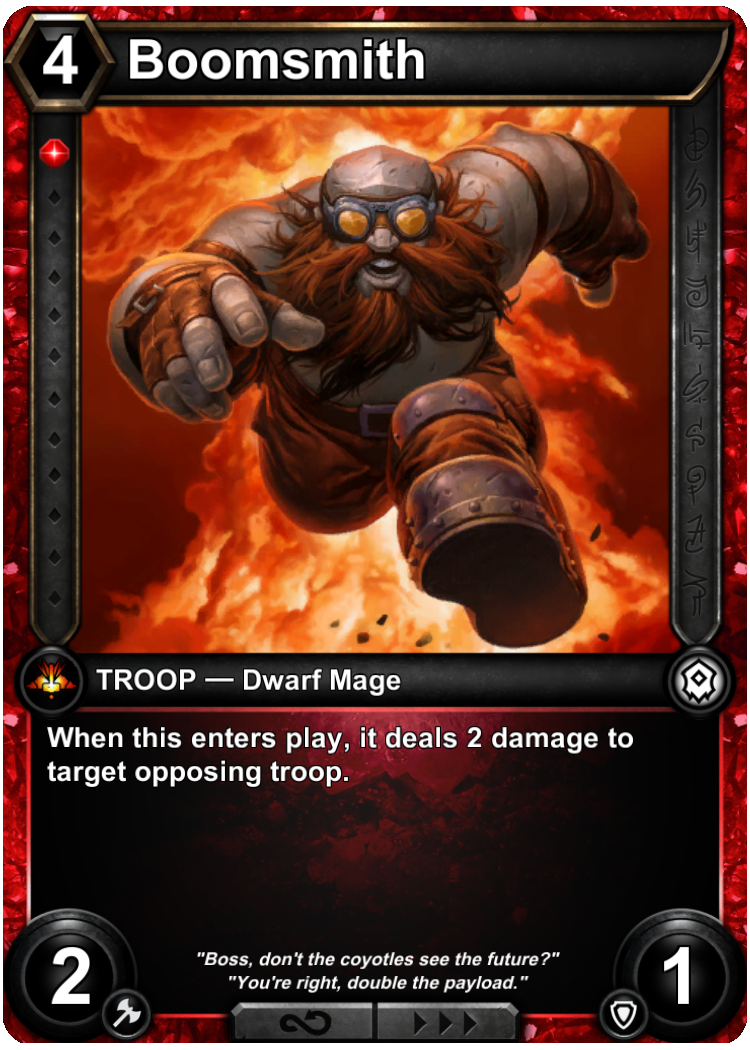 4 Boomsmith
TROOP — Dwarf Mage
When this enters play, it deals 2 damage to
target opposing troop.
"Boss, don't the coyotles see the future?"
"You're right, double the payload."
2 1